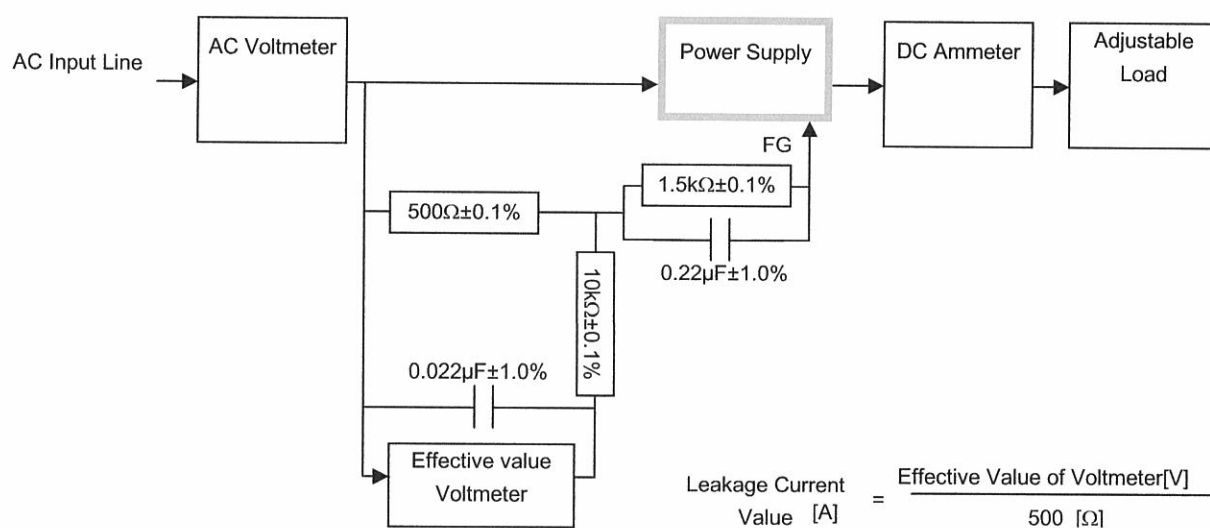 AC Input Line
AC Voltmeter
Power Supply
DC Ammeter
Adjustable
Load
FG
1.5kΩ±0.1%
500Ω±0.1%
0.22µF±1.0%
10kΩ±0.1%
0.022µF±1.0%
Effective value
Voltmeter
Leakage Current
Value [A]
=
Effective Value of Voltmeter[V]
500 [Ω]